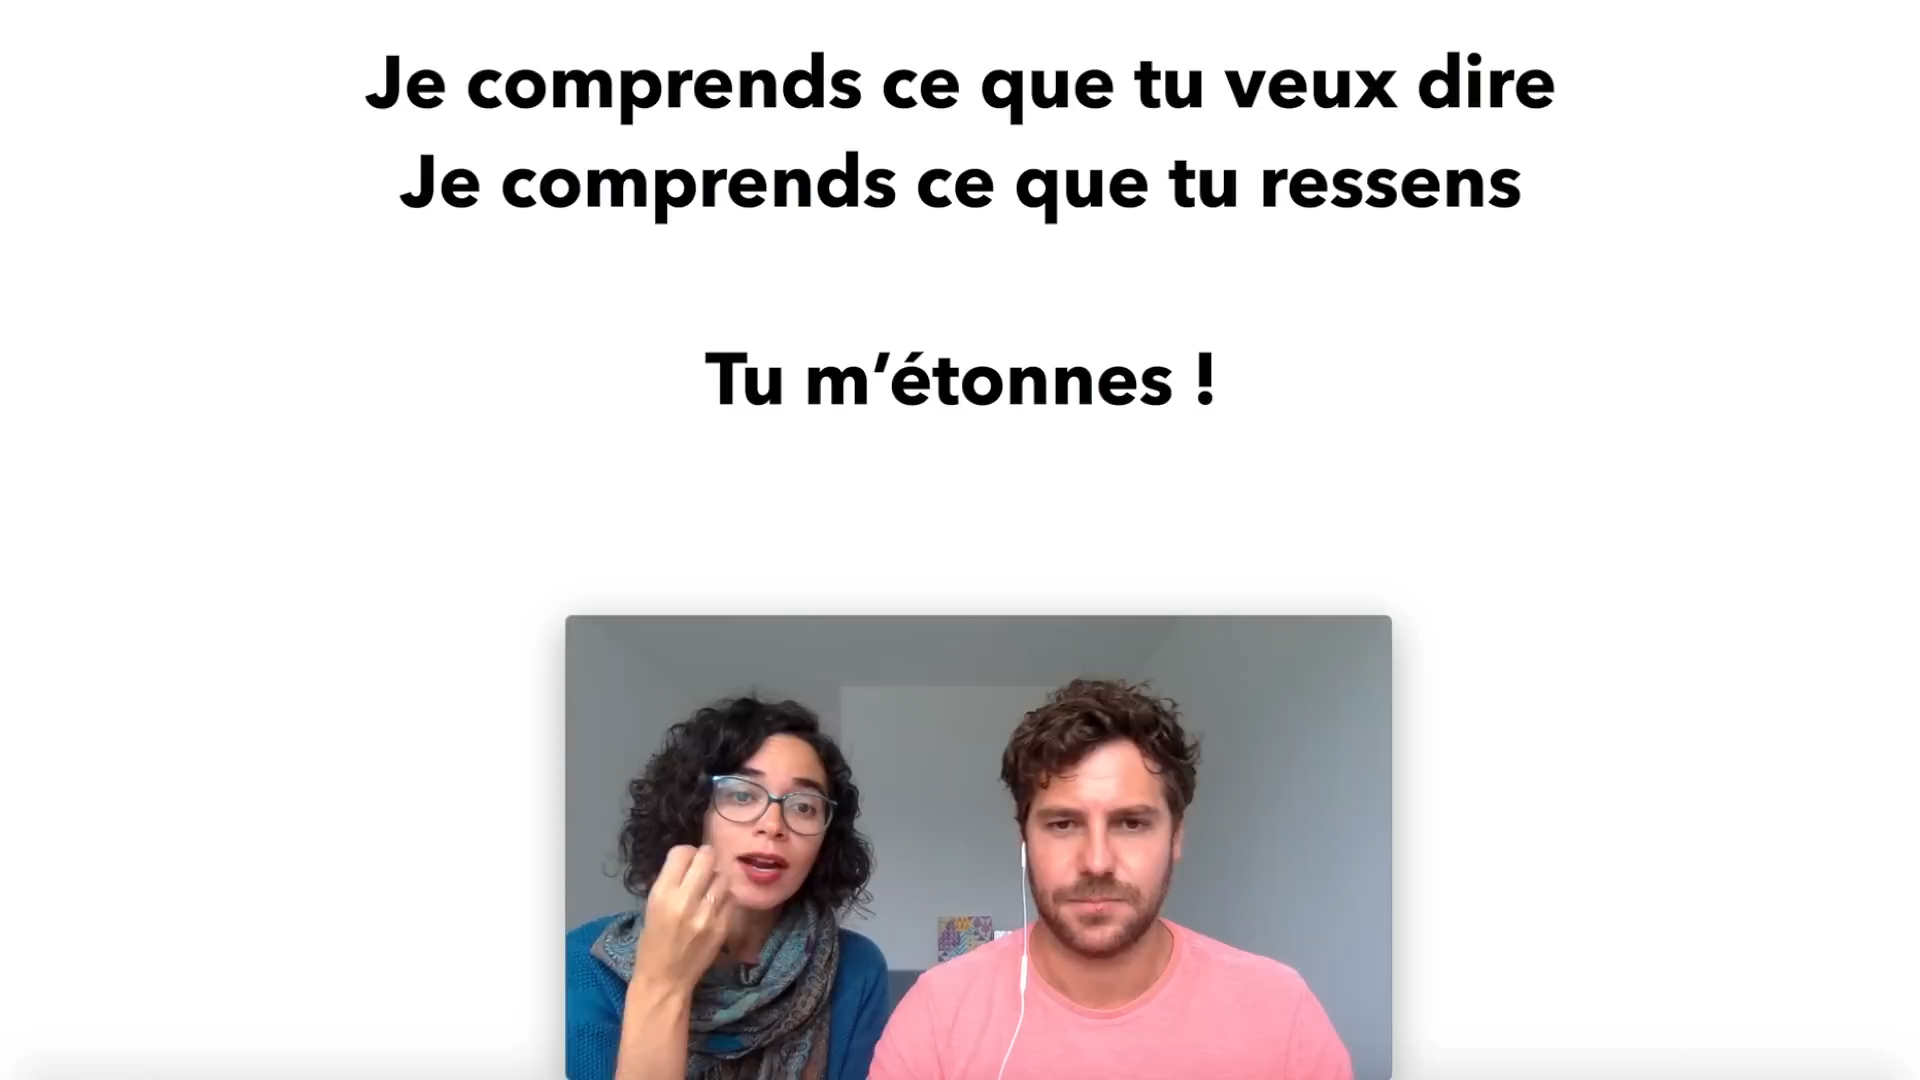 Je comprends ce que tu veux dire
Je comprends ce que tu ressens
Tu m’étonnes !